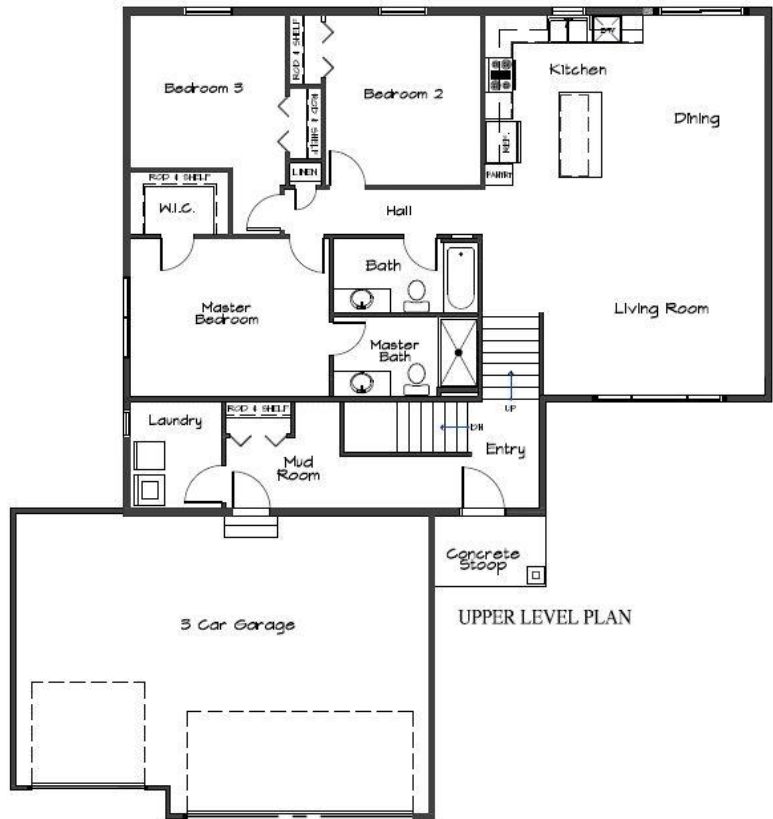 Bedroom 3
ROD & SHELF
Bedroom 2
ROD & SHELF
LINEN
DW
Kitchen
Dining
REF.
PANTRY
ROD & SHELF
W.I.C.
Hall
Bath
Master
Bedroom
Living Room
Master
Bath
UP
ROD & SHELF
Laundry
DN
Entry
Mud
Room
Concrete
Stoop
UPPER LEVEL PLAN
3 Car Garage